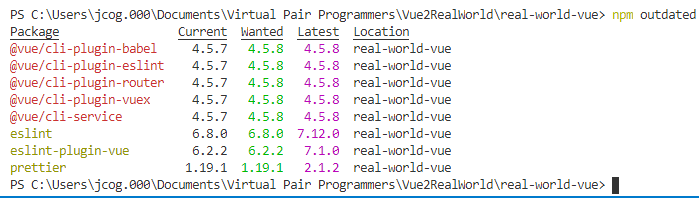 PS C:\Users\jcog.000\Documents\Virtual Pair Programmers\Vue2RealWorld\real-world-vue> npm outdated
Package Current Wanted Latest Location
@vue/cli-plugin-babel 4.5.7 4.5.8 4.5.8 real-world-vue
@vue/cli-plugin-eslint 4.5.7 4.5.8 4.5.8 real-world-vue
@vue/cli-plugin-router 4.5.7 4.5.8 4.5.8 real-world-vue
@vue/cli-plugin-vuex 4.5.7 4.5.8 4.5.8 real-world-vue
@vue/cli-service 4.5.7 4.5.8 4.5.8 real-world-vue
eslint 6.8.0 6.8.0 7.12.0 real-world-vue
eslint-plugin-vue 6.2.2 6.2.2 7.1.0 real-world-vue
prettier 1.19.1 1.19.1 2.1.2 real-world-vue
PS C:\Users\jcog.000\Documents\Virtual Pair Programmers\Vue2RealWorld\real-world-vue>